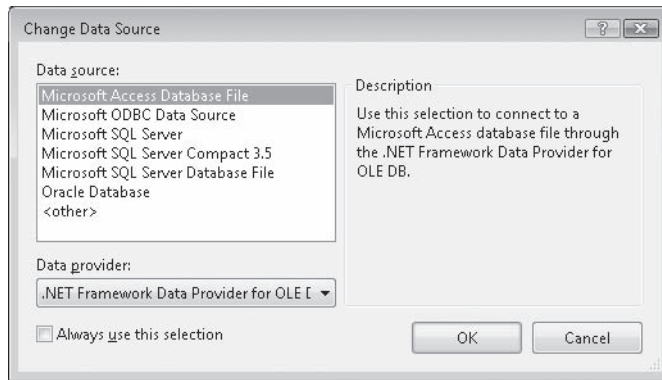 Change Data Source
Data source:
Microsoft Access Database File
Microsoft ODBC Data Source
Microsoft SQL Server
Microsoft SQL Server Compact 3.5
Microsoft SQL Server Database File
Oracle Database
<other>
Description
Use this selection to connect to a
Microsoft Access database file through
the .NET Framework Data Provider for
OLE DB.
Data provider:
.NET Framework Data Provider for OLE [
Always use this selection
OK
Cancel